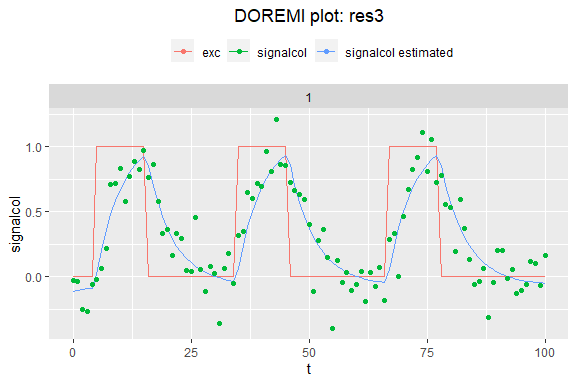 DOREMI plot: res3
exc signalcol signalcol estimated
1
1.0
0.5
0.0
signalcol
0 25 50 75 100
t